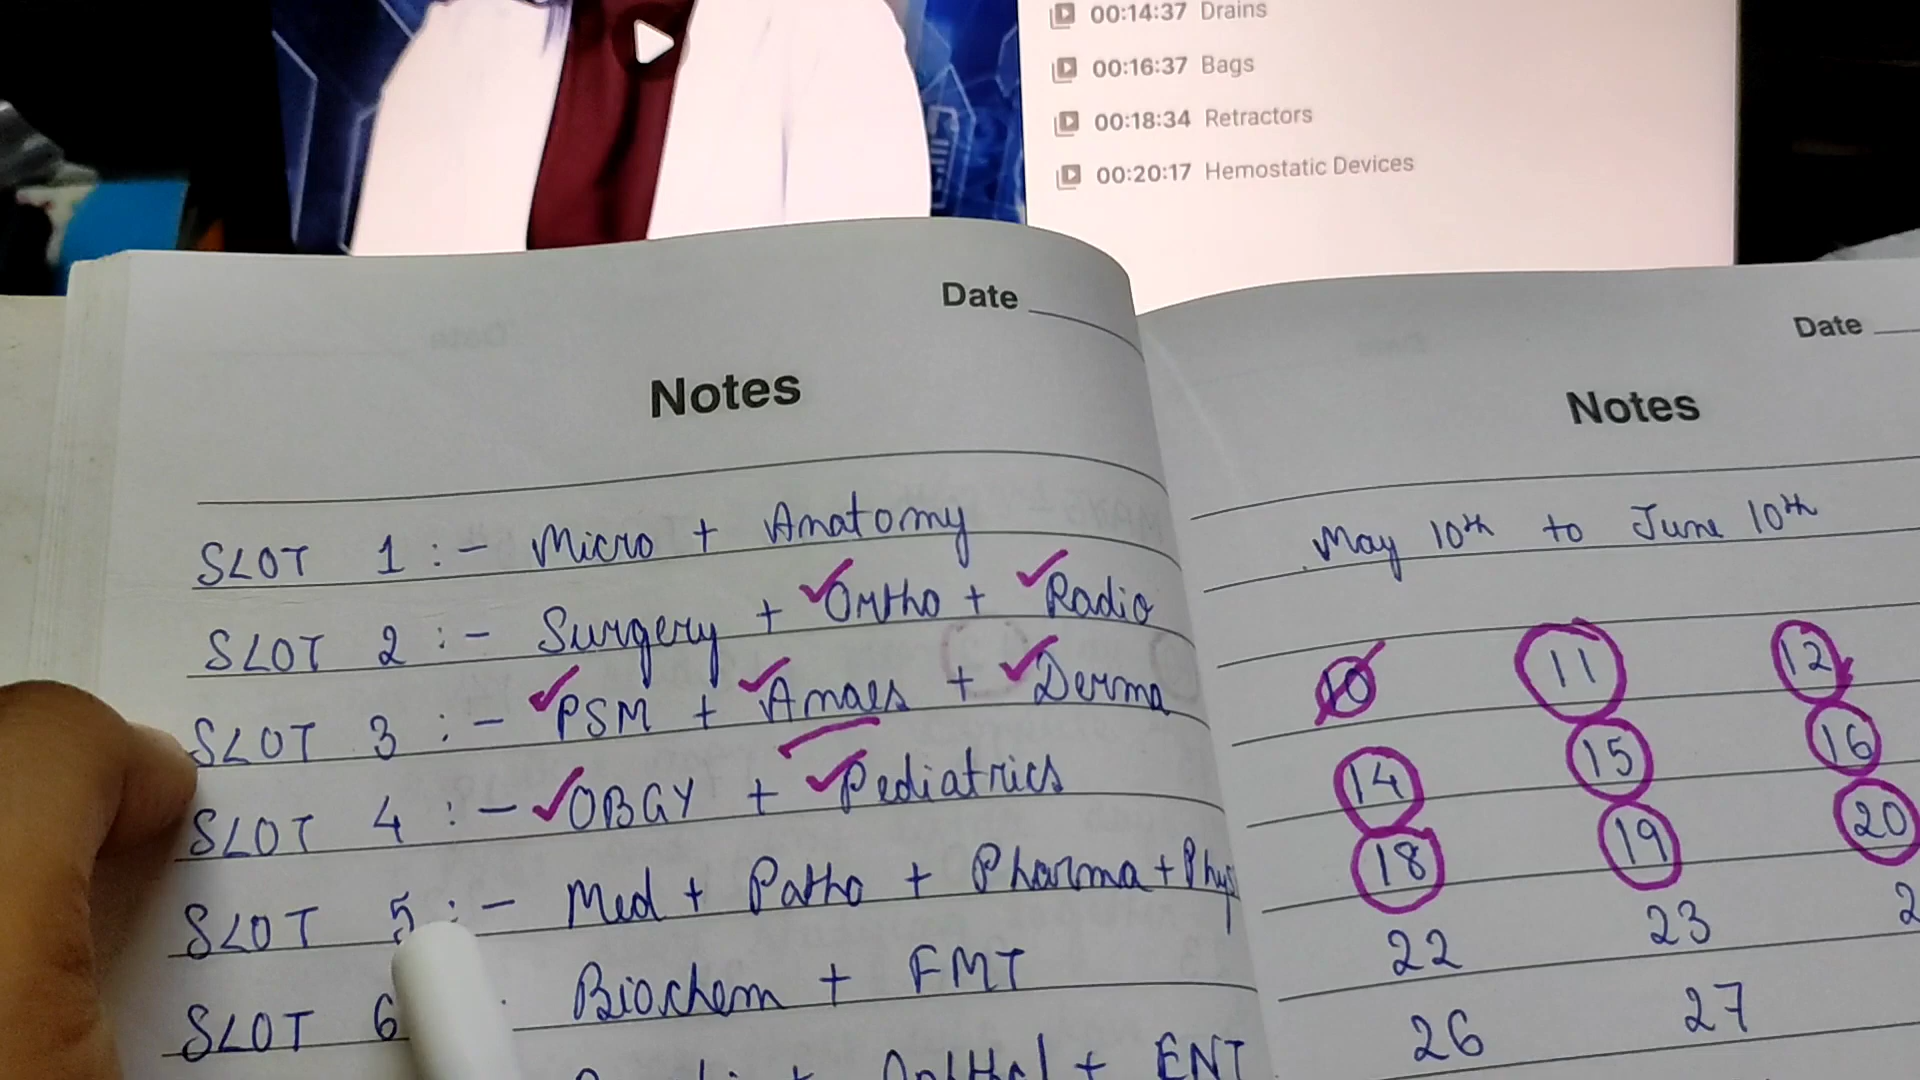 00:14:37 Drains
00:16:37 Bags
00:18:34 Retractors
00:20:17 Hemostatic Devices
Date
Notes
SLOT 1 :- Micro + Anatomy
SLOT 2 :- Surgery + Ortho + Radio
SLOT 3 :- PSM + Anaes + Derma
SLOT 4 :- OBGY + Pediatrics
SLOT 5 :- Med + Patho + Pharma + Phy
SLOT 6 Biochem + FMT
+ ENT
Date
Notes
May 10th to June 10th
10 11 12
14 15 16
18 19 20
22 23 2
26 27